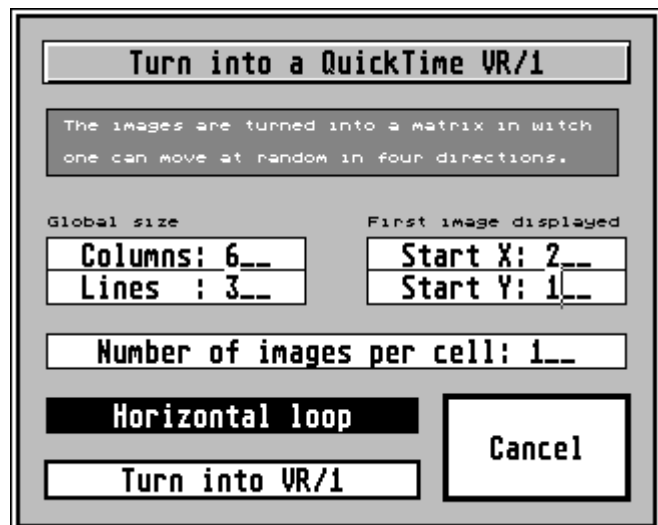 Turn into a QuickTime VR/1
The images are turned into a matrix in witch
one can move at random in four directions.
Global size
First image displayed
Columns: 6__
Start X: 2__
Lines  : 3__
Start Y: 1__
Number of images per cell: 1__
Horizontal loop
Cancel
Turn into VR/1